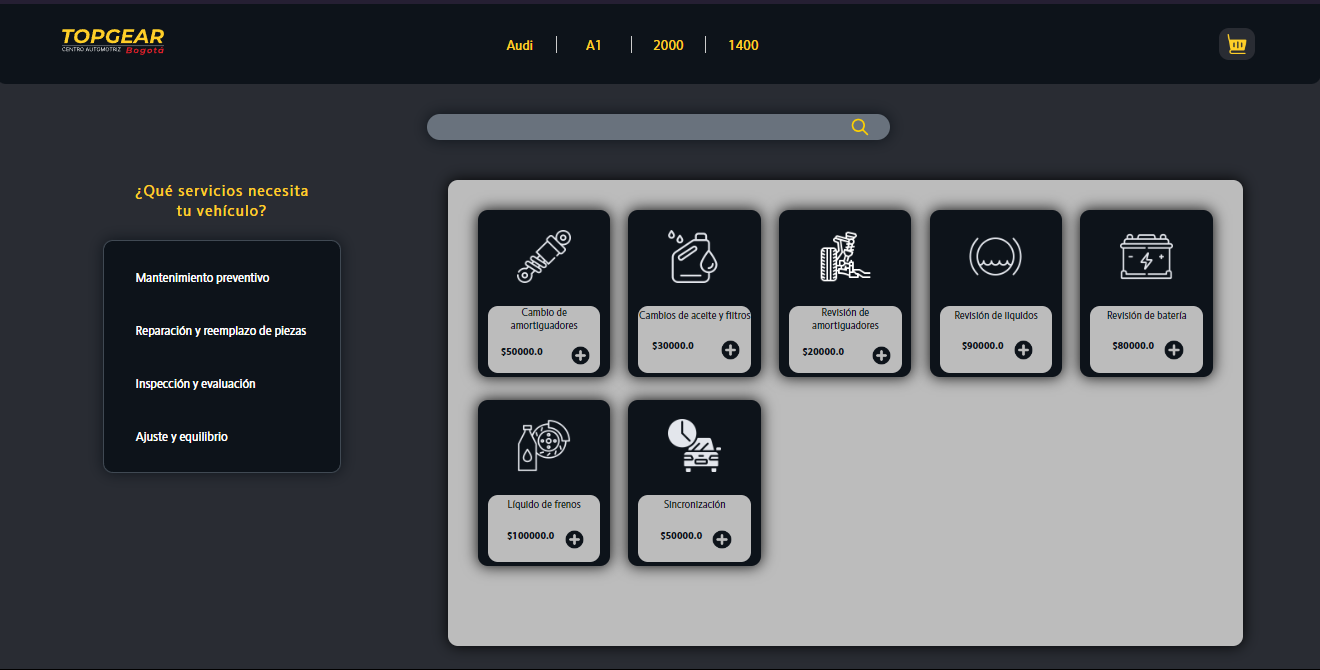 TOPGEAR
CENTRO AUTOMOTRIZ Bogotá
Audi
A1
2000
1400
¿Qué servicios necesita
tu vehículo?
Mantenimiento preventivo
Reparación y reemplazo de piezas
Inspección y evaluación
Ajuste y equilibrio
Cambio de
amortiguadores
$50000.0
Cambios de aceite y filtros
$30000.0
Revisión de
amortiguadores
$20000.0
Revisión de liquidos
$90000.0
Revisión de batería
$80000.0
Líquido de frenos
$100000.0
Sincronización
$50000.0